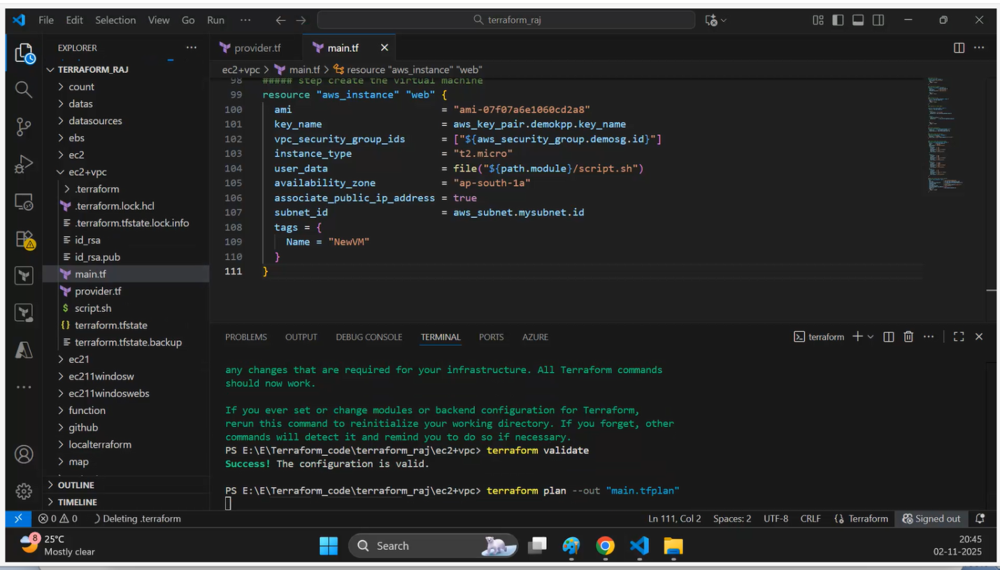 File Edit Selection View Go Run ··· terraform_raj
EXPLORER ···
TERRAFORM_RAJ
count
datas
datasources
ebs
ec2
ec2+vpc
.terraform
.terraform.lock.hcl
.terraform.tfstate.lock.info
id_rsa
id_rsa.pub
main.tf
provider.tf
$ script.sh
{} terraform.tfstate
terraform.tfstate.backup
ec21
ec211windosw
ec211windoswebs
function
github
localterraform
map
OUTLINE
TIMELINE
provider.tf main.tf
ec2+vpc > main.tf > resource "aws_instance" "web"
98 ##### step create the virtual machine
99 resource "aws_instance" "web" {
100 ami = "ami-07f07a6e1060cd2a8"
101 key_name = aws_key_pair.demokpp.key_name
102 vpc_security_group_ids = ["${aws_security_group.demosg.id}"]
103 instance_type = "t2.micro"
104 user_data = file("${path.module}/script.sh")
105 availability_zone = "ap-south-1a"
106 associate_public_ip_address = true
107 subnet_id = aws_subnet.mysubnet.id
108 tags = {
109 Name = "NewVM"
110 }
111 }
PROBLEMS OUTPUT DEBUG CONSOLE TERMINAL PORTS AZURE terraform
any changes that are required for your infrastructure. All Terraform commands
should now work.
If you ever set or change modules or backend configuration for Terraform,
rerun this command to reinitialize your working directory. If you forget, other
commands will detect it and remind you to do so if necessary.
PS E:\E\Terraform_code\terraform_raj\ec2+vpc> terraform validate
Success! The configuration is valid.
PS E:\E\Terraform_code\terraform_raj\ec2+vpc> terraform plan --out "main.tfplan"
0 0 Deleting .terraform Ln 111, Col 2 Spaces: 2 UTF-8 CRLF Terraform Signed out
8 25°C
Mostly clear
Search
20:45
02-11-2025